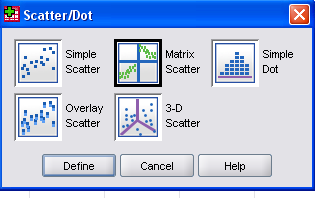 Scatter/Dot
Simple
Scatter
Matrix
Scatter
Simple
Dot
Overlay
Scatter
3-D
Scatter
Define
Cancel
Help